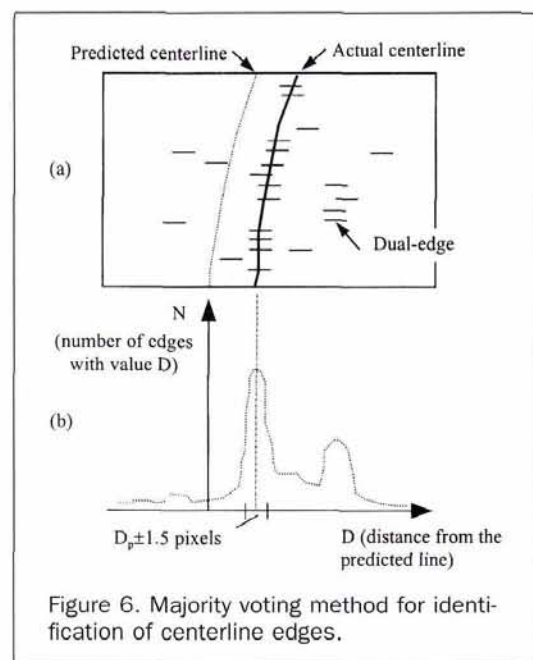 Predicted centerline
Actual centerline
(a)
Dual-edge
N
(number of edges
with value D)
(b)
Dp±1.5 pixels
D (distance from the
predicted line)
Figure 6. Majority voting method for identi-
fication of centerline edges.